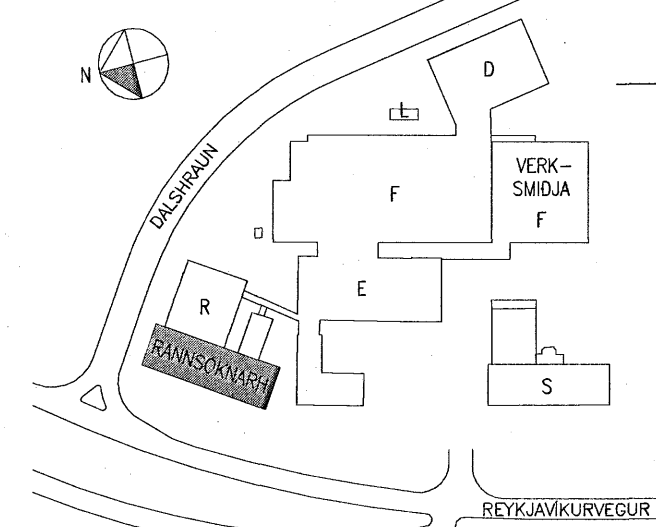 N
D
L
DALSHRAUN
VERK-
SMIÐJA
F
F
E
R
RANNSÓKNARH
S
REYKJAVÍKURVEGUR